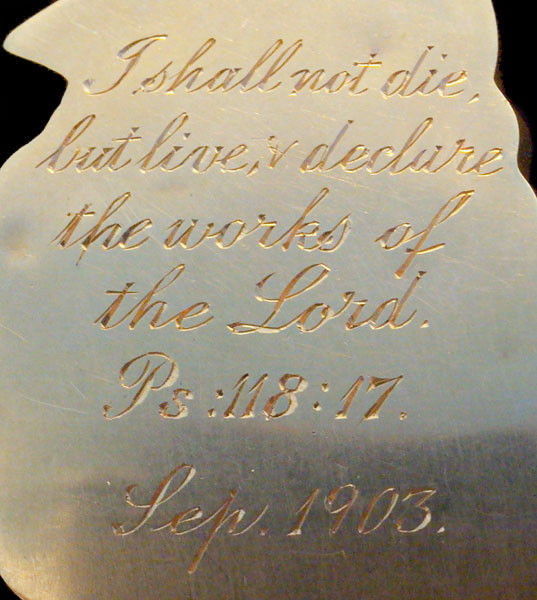 I shall not die,
but live, & declare
the works of
the Lord.
Ps:118:17.
Sep. 1903.